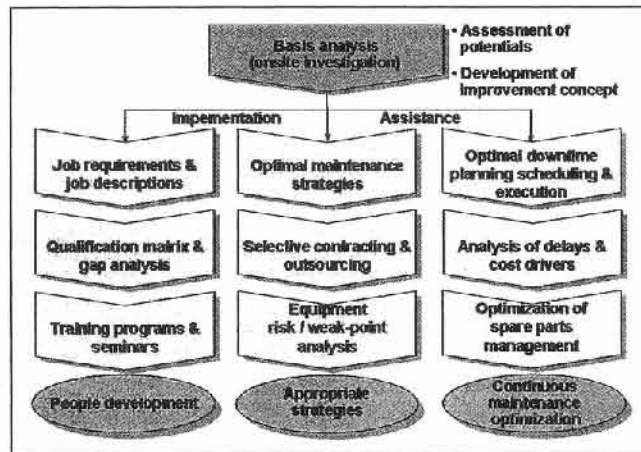 Basis analysis
(onsite investigation)
• Assessment of
potentials
• Development of
improvement concept
Impementation
Assistance
Job requirements &
job descriptions
Qualification matrix &
gap analysis
Training programs &
seminars
People development
Optimal maintenance
strategies
Selective contracting &
outsourcing
Equipment
risk / weak-point
analysis
Appropriate
strategies
Optimal downtime
planning scheduling &
execution
Analysis of delays &
cost drivers
Optimization of
spare parts
management
Continuous
maintenance
optimization